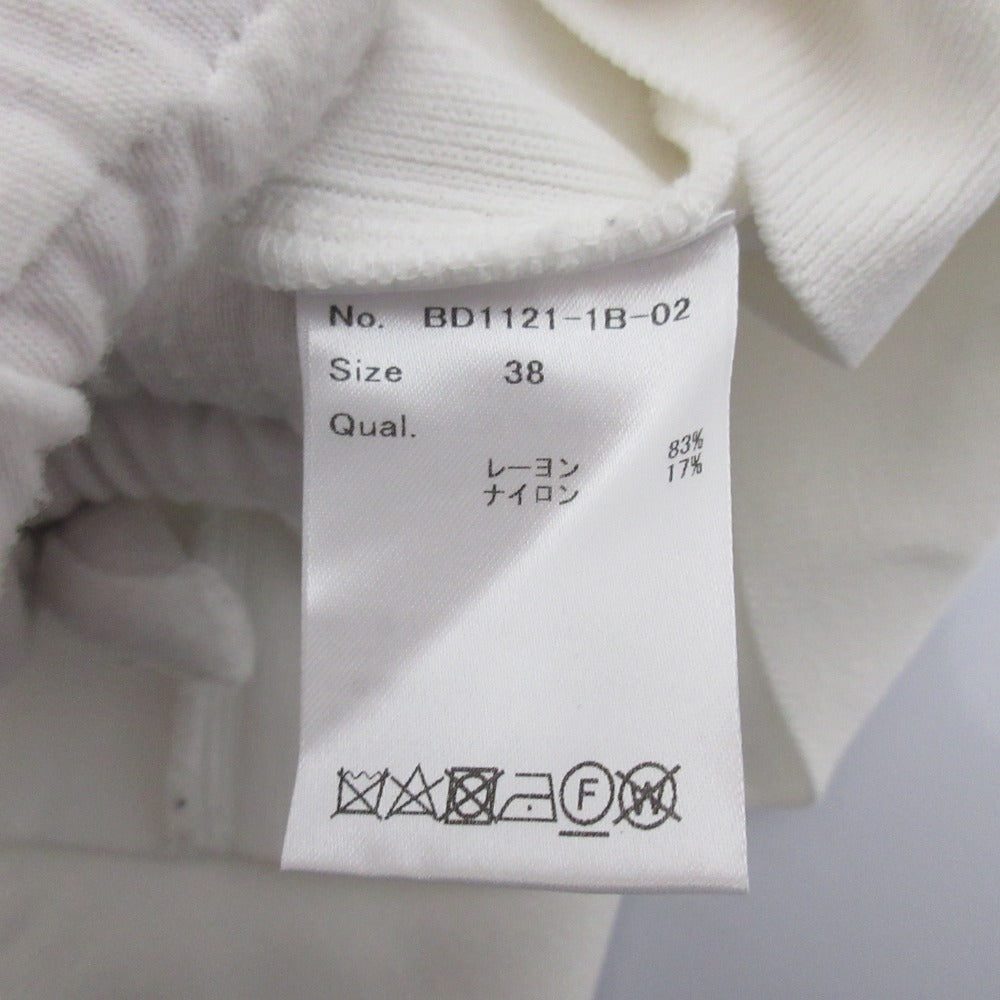 No. BD1121-1B-02
Size 38
Qual.
レーヨン 83%
ナイロン 17%
F W